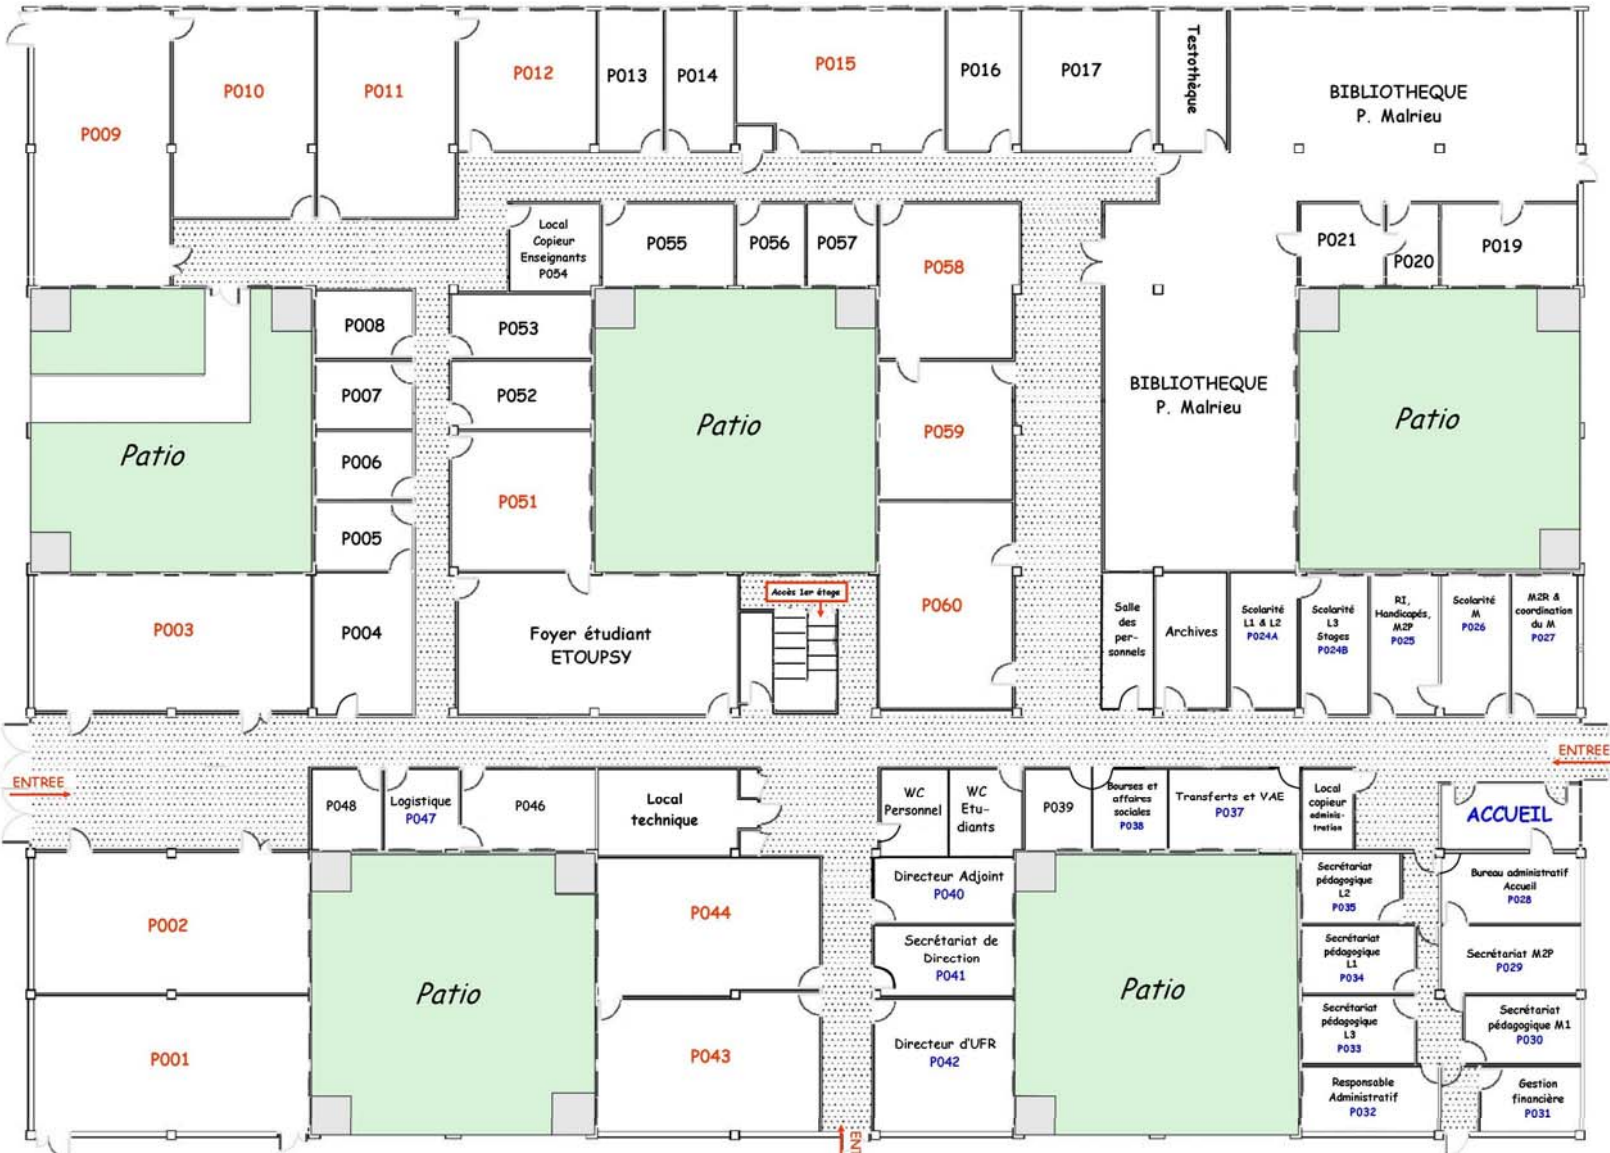 P009
P010
P011
P012
P013
P014
P015
P016
P017
Testothèque
BIBLIOTHEQUE
P. Malrieu
Local
Copieur
Enseignants
P054
P055
P056
P057
P058
P021
P020
P019
P008
P007
P006
P005
P053
P052
P051
Patio
Patio
P059
BIBLIOTHEQUE
P. Malrieu
Patio
P003
P004
Foyer étudiant
ETOUPSY
Accès 1er étage
P060
Salle
des
per-
sonnels
Archives
Scolarité
L1 & L2
P024A
Scolarité
L3
Stages
P024B
RI,
Handicapés,
M2P
P025
Scolarité
M
P026
M2R &
coordination
du M
P027
ENTREE
ENTREE
P048
Logistique
P047
P046
Local
technique
WC
Personnel
WC
Etu-
diants
P039
Bourses et
affaires
sociales
P038
Transferts et VAE
P037
Local
copieur
adminis-
tration
ACCUEIL
P002
P001
Patio
P044
P043
Directeur Adjoint
P040
Secrétariat de
Direction
P041
Directeur d'UFR
P042
Patio
Secrétariat
pédagogique
L2
P035
Secrétariat
pédagogique
L1
P034
Secrétariat
pédagogique
L3
P033
Responsable
Administratif
P032
Bureau administratif
Accueil
P028
Secrétariat M2P
P029
Secrétariat
pédagogique M1
P030
Gestion
financière
P031
ENT